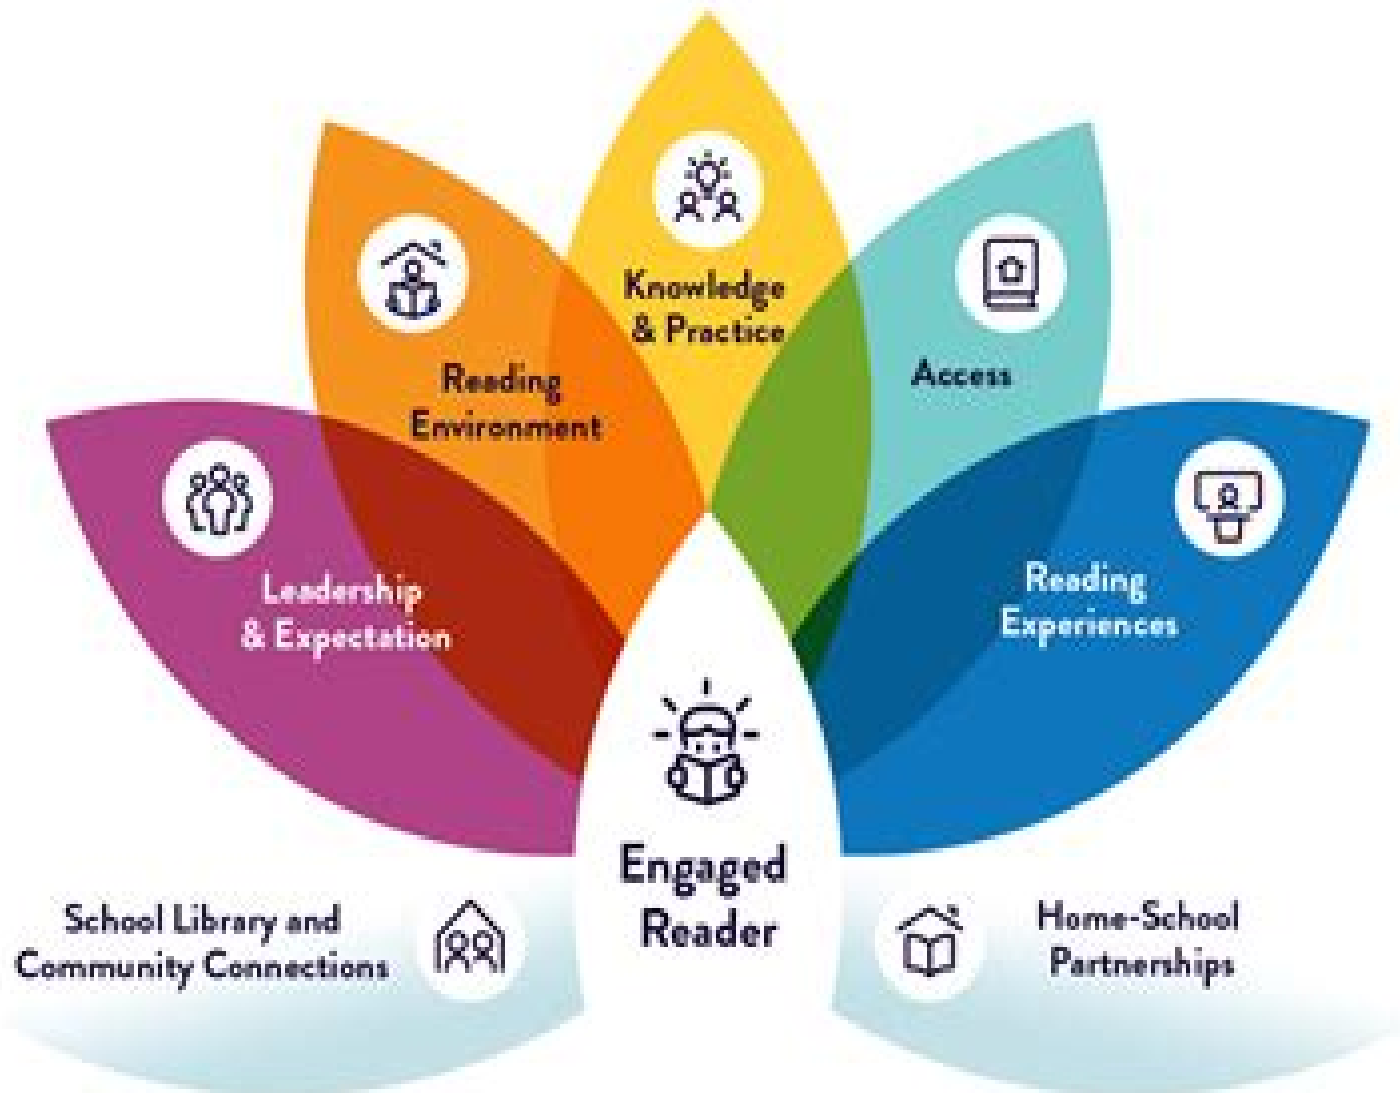 Knowledge
& Practice
Reading
Environment
Access
Leadership
& Expectation
Reading
Experiences
Engaged
Reader
School Library and
Community Connections
Home-School
Partnerships